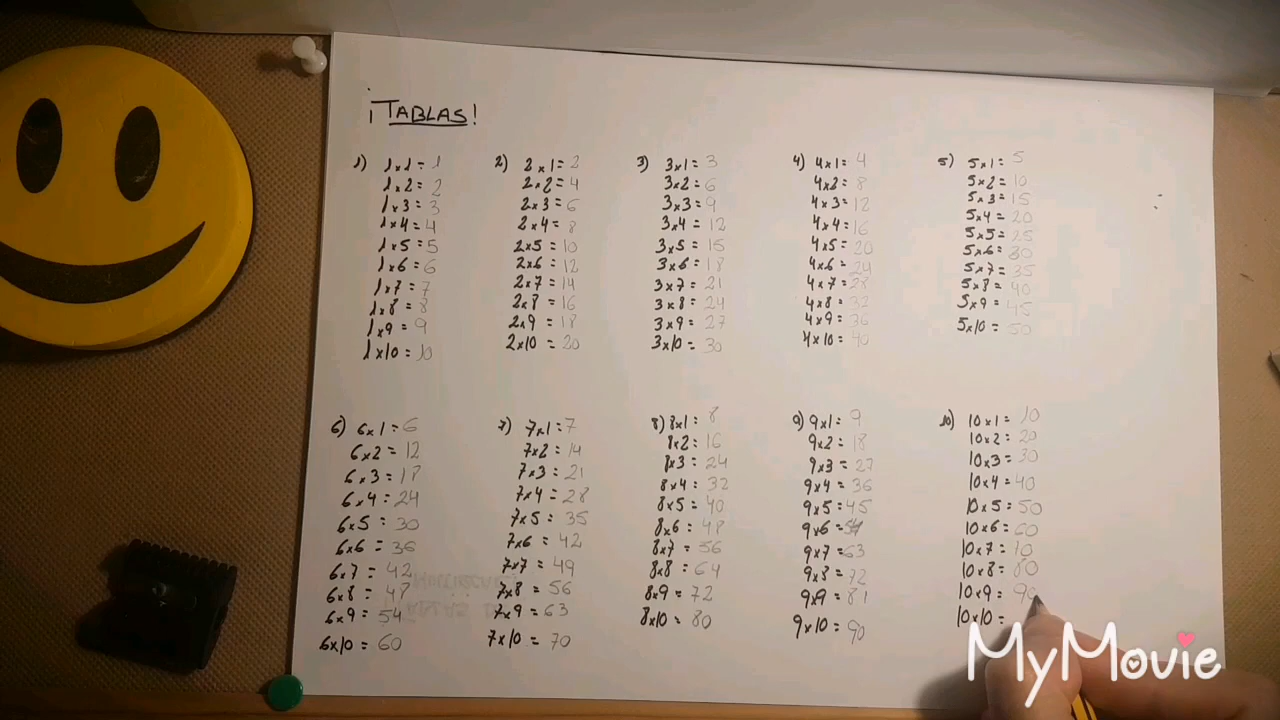 ¡TABLAS!
1) 1x1=1
1x2=2
1x3=3
1x4=4
1x5=5
1x6=6
1x7=7
1x8=8
1x9=9
1x10=10
2) 2x1=2
2x2=4
2x3=6
2x4=8
2x5=10
2x6=12
2x7=14
2x8=16
2x9=18
2x10=20
3) 3x1=3
3x2=6
3x3=9
3x4=12
3x5=15
3x6=18
3x7=21
3x8=24
3x9=27
3x10=30
4) 4x1=4
4x2=8
4x3=12
4x4=16
4x5=20
4x6=24
4x7=28
4x8=32
4x9=36
4x10=40
5) 5x1=5
5x2=10
5x3=15
5x4=20
5x5=25
5x6=30
5x7=35
5x8=40
5x9=45
5x10=50
6) 6x1=6
6x2=12
6x3=18
6x4=24
6x5=30
6x6=36
6x7=42
6x8=48
6x9=54
6x10=60
7) 7x1=7
7x2=14
7x3=21
7x4=28
7x5=35
7x6=42
7x7=49
7x8=56
7x9=63
7x10=70
8) 8x1=8
8x2=16
8x3=24
8x4=32
8x5=40
8x6=48
8x7=56
8x8=64
8x9=72
8x10=80
9) 9x1=9
9x2=18
9x3=27
9x4=36
9x5=45
9x6=54
9x7=63
9x8=72
9x9=81
9x10=90
10) 10x1=10
10x2=20
10x3=30
10x4=40
10x5=50
10x6=60
10x7=70
10x8=80
10x9=90
10x10=
MyMovie